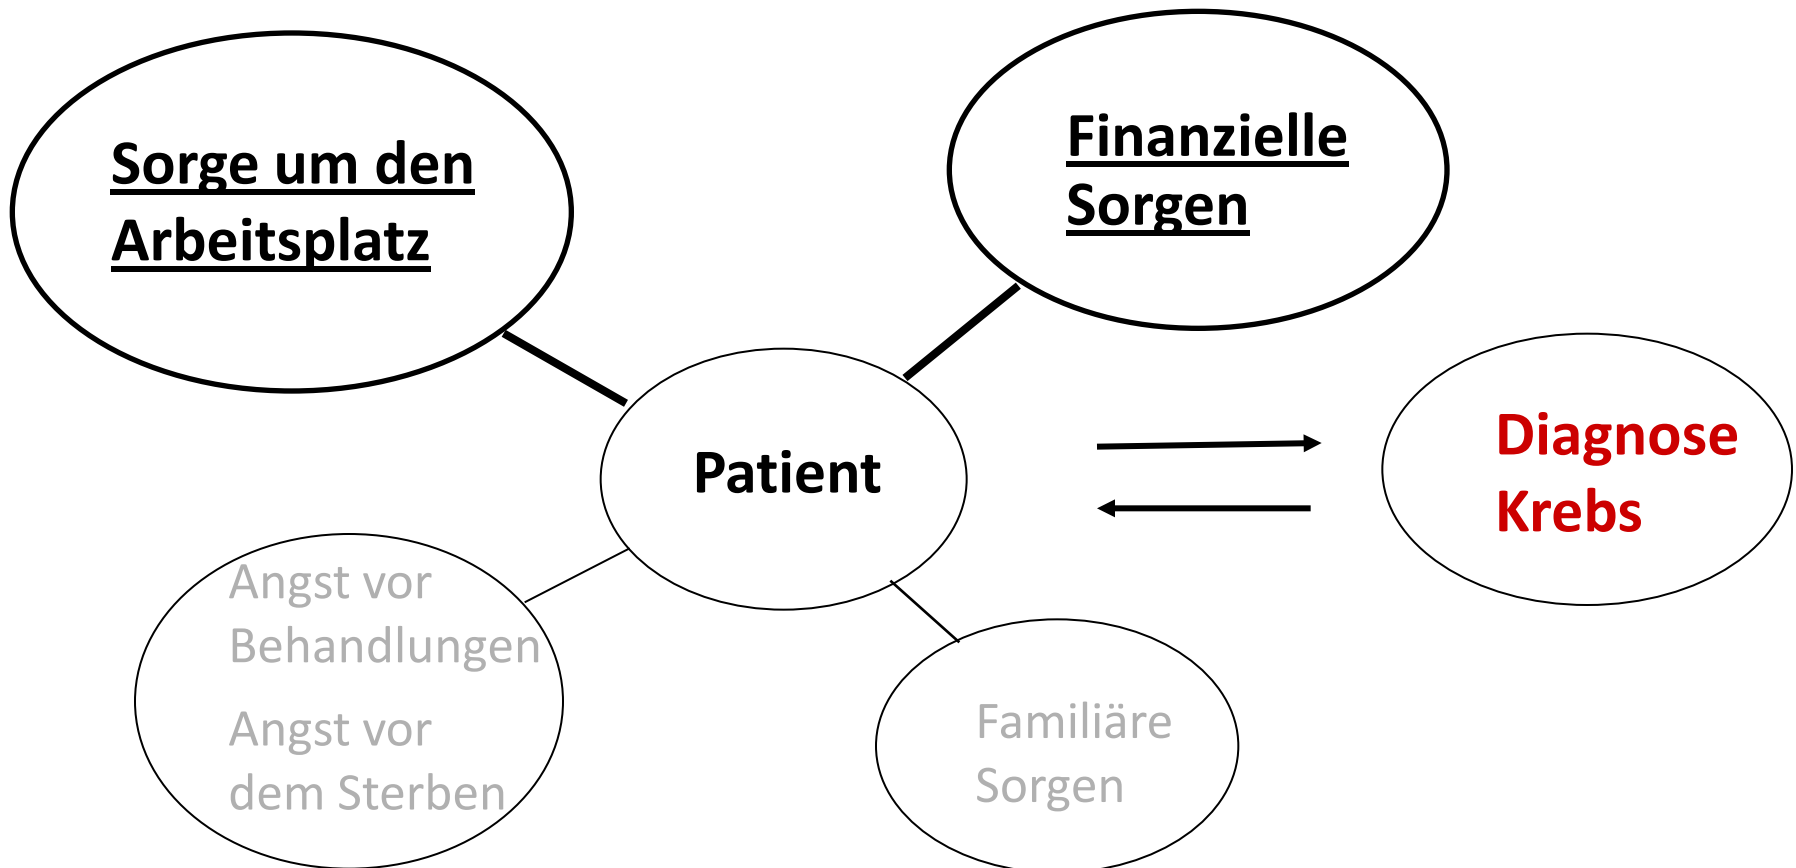 Sorge um den
Arbeitsplatz
Finanzielle
Sorgen
Patient
Diagnose
Krebs
Angst vor
Behandlungen
Angst vor
dem Sterben
Familiäre
Sorgen